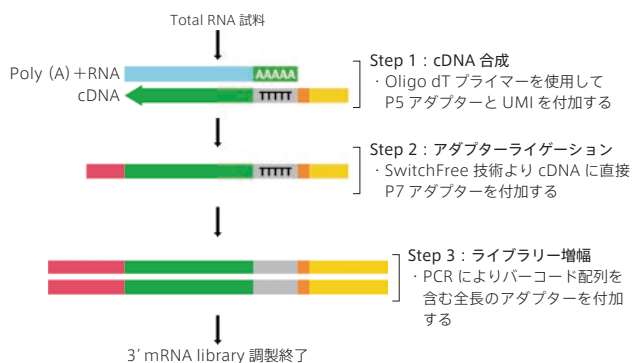 Total RNA 試料
Poly (A)+RNA
AAAAA
cDNA
TTTTT
Step 1:cDNA 合成
・Oligo dT プライマーを使用して
P5 アダプターと UMI を付加する
TTTTT
Step 2:アダプターライゲーション
・SwitchFree 技術より cDNA に直接
P7 アダプターを付加する
Step 3:ライブラリー増幅
・PCR によりバーコード配列を
含む全長のアダプターを付加
する
3’ mRNA library 調製終了